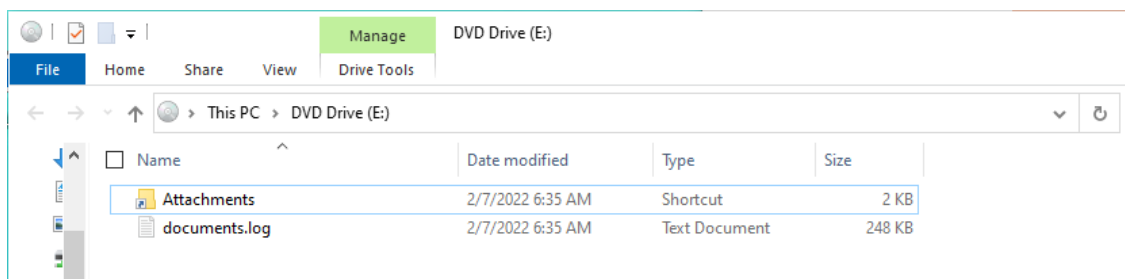 Manage DVD Drive (E:)
File Home Share View Drive Tools
This PC DVD Drive (E:)
Name Date modified Type Size
Attachments 2/7/2022 6:35 AM Shortcut 2 KB
documents.log 2/7/2022 6:35 AM Text Document 248 KB